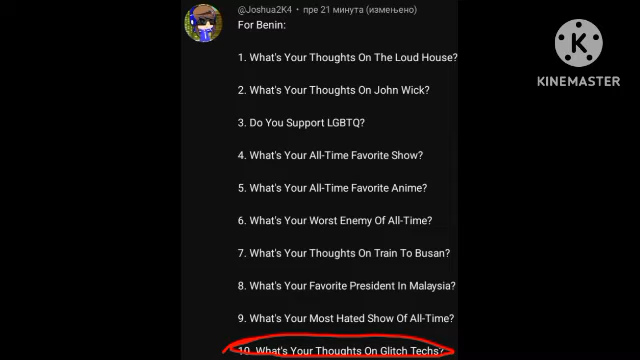 @Joshua2K4 • пре 21 минута (измењено)
For Benin:
1. What's Your Thoughts On The Loud House?
2. What's Your Thoughts On John Wick?
3. Do You Support LGBTQ?
4. What's Your All-Time Favorite Show?
5. What's Your All-Time Favorite Anime?
6. What's Your Worst Enemy Of All-Time?
7. What's Your Thoughts On Train To Busan?
8. What's Your Favorite President In Malaysia?
9. What's Your Most Hated Show Of All-Time?
10. What's Your Thoughts On Glitch Techs?
K
KINEMASTER